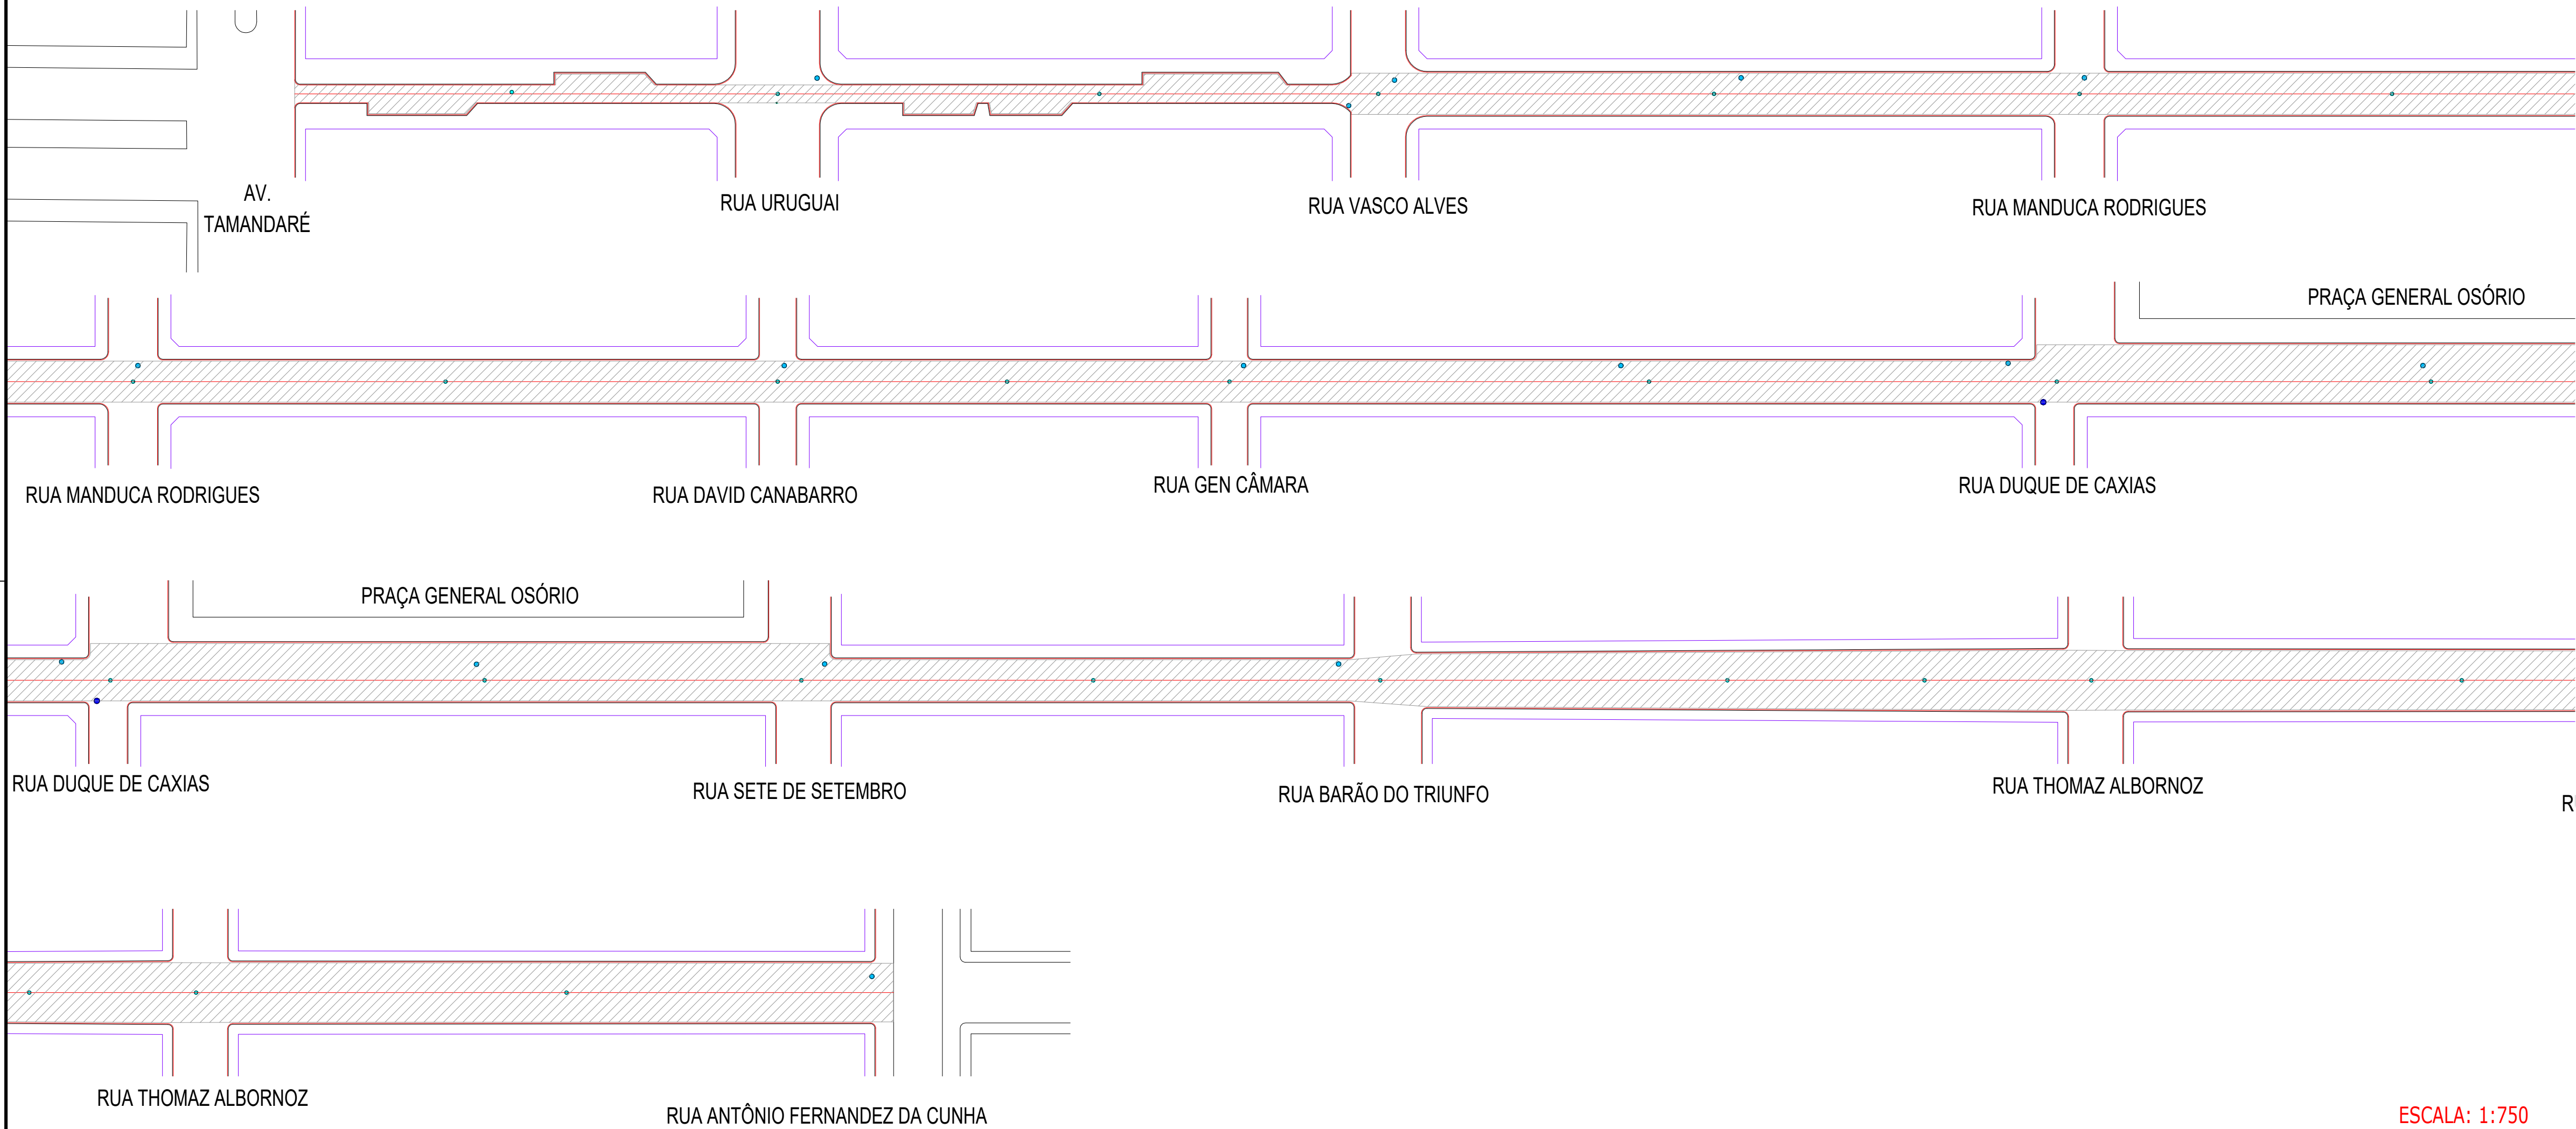 AV.
TAMANDARÉ
RUA URUGUAI
RUA VASCO ALVES
RUA MANDUCA RODRIGUES
PRAÇA GENERAL OSÓRIO
RUA MANDUCA RODRIGUES
RUA DAVID CANABARRO
RUA GEN CÂMARA
RUA DUQUE DE CAXIAS
PRAÇA GENERAL OSÓRIO
RUA DUQUE DE CAXIAS
RUA SETE DE SETEMBRO
RUA BARÃO DO TRIUNFO
RUA THOMAZ ALBORNOZ
RUA THOMAZ ALBORNOZ
RUA ANTÔNIO FERNANDEZ DA CUNHA
ESCALA: 1:750